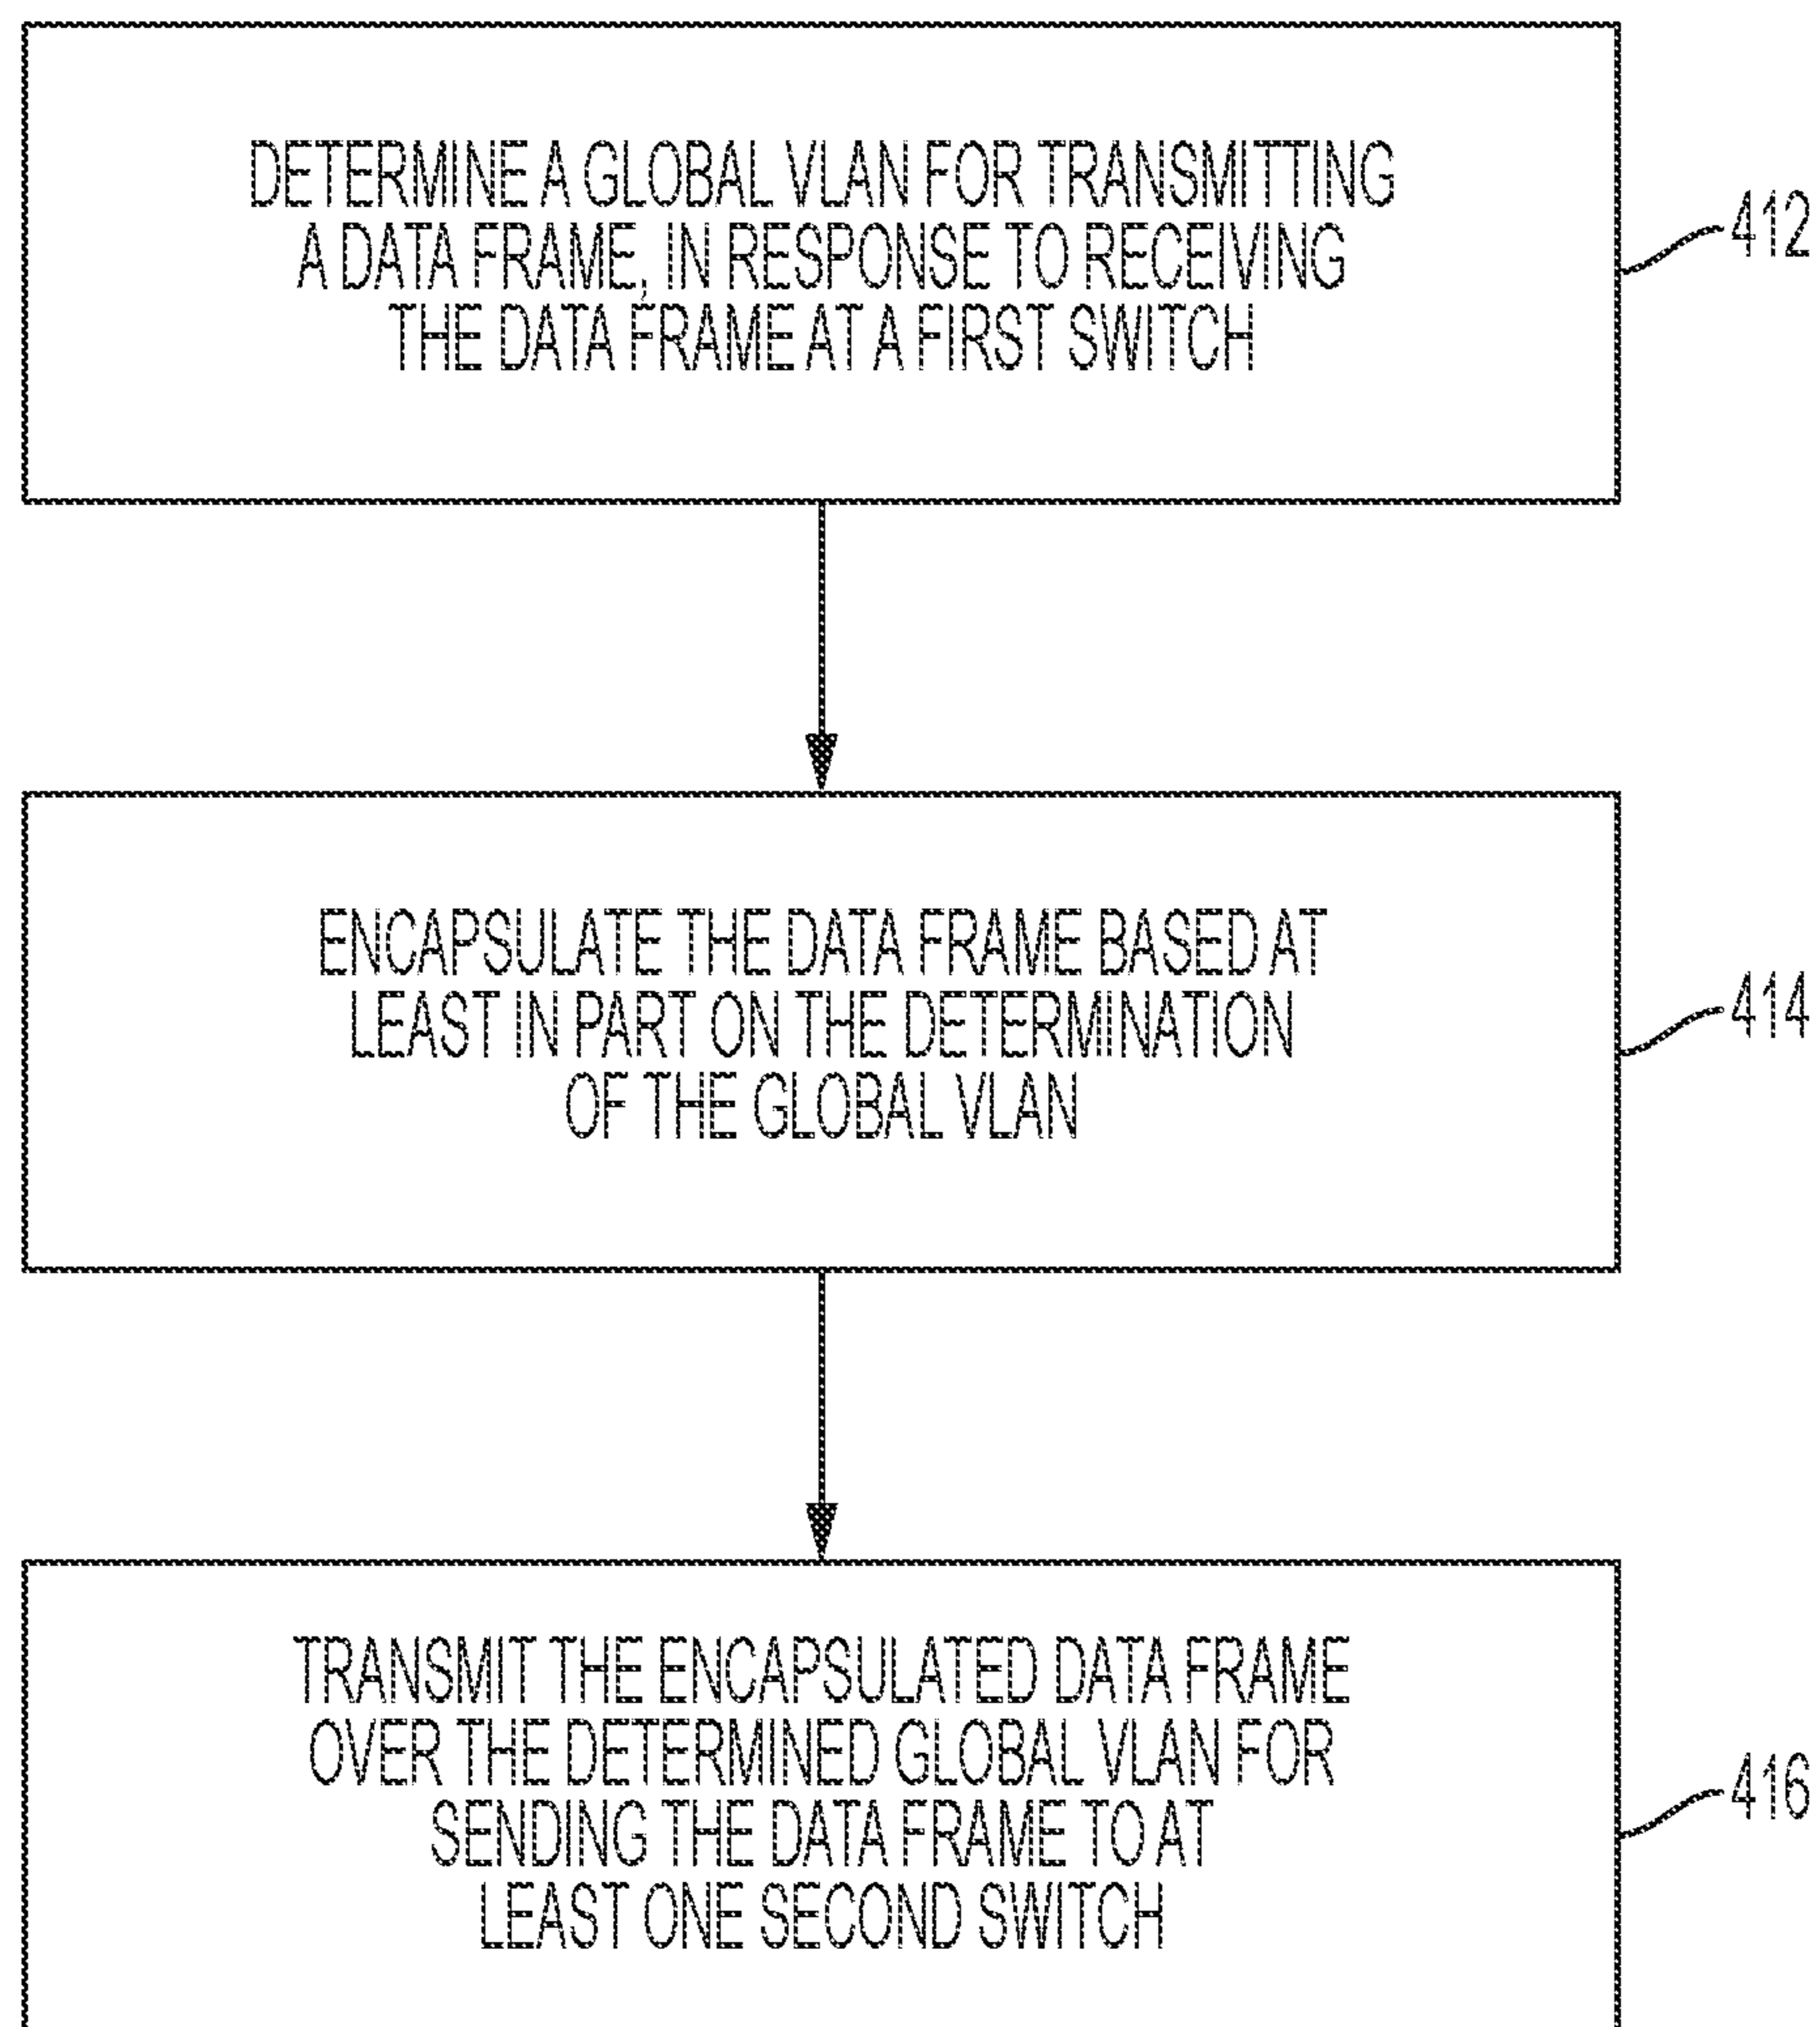 DETERMINE A GLOBAL VLAN FOR TRANSMITTING
A DATA FRAME, IN RESPONSE TO RECEIVING
THE DATA FRAME AT A FIRST SWITCH
412
ENCAPSULATE THE DATA FRAME BASED AT
LEAST IN PART ON THE DETERMINATION
OF THE GLOBAL VLAN
414
TRANSMIT THE ENCAPSULATED DATA FRAME
OVER THE DETERMINED GLOBAL VLAN FOR
SENDING THE DATA FRAME TO AT
LEAST ONE SECOND SWITCH
416